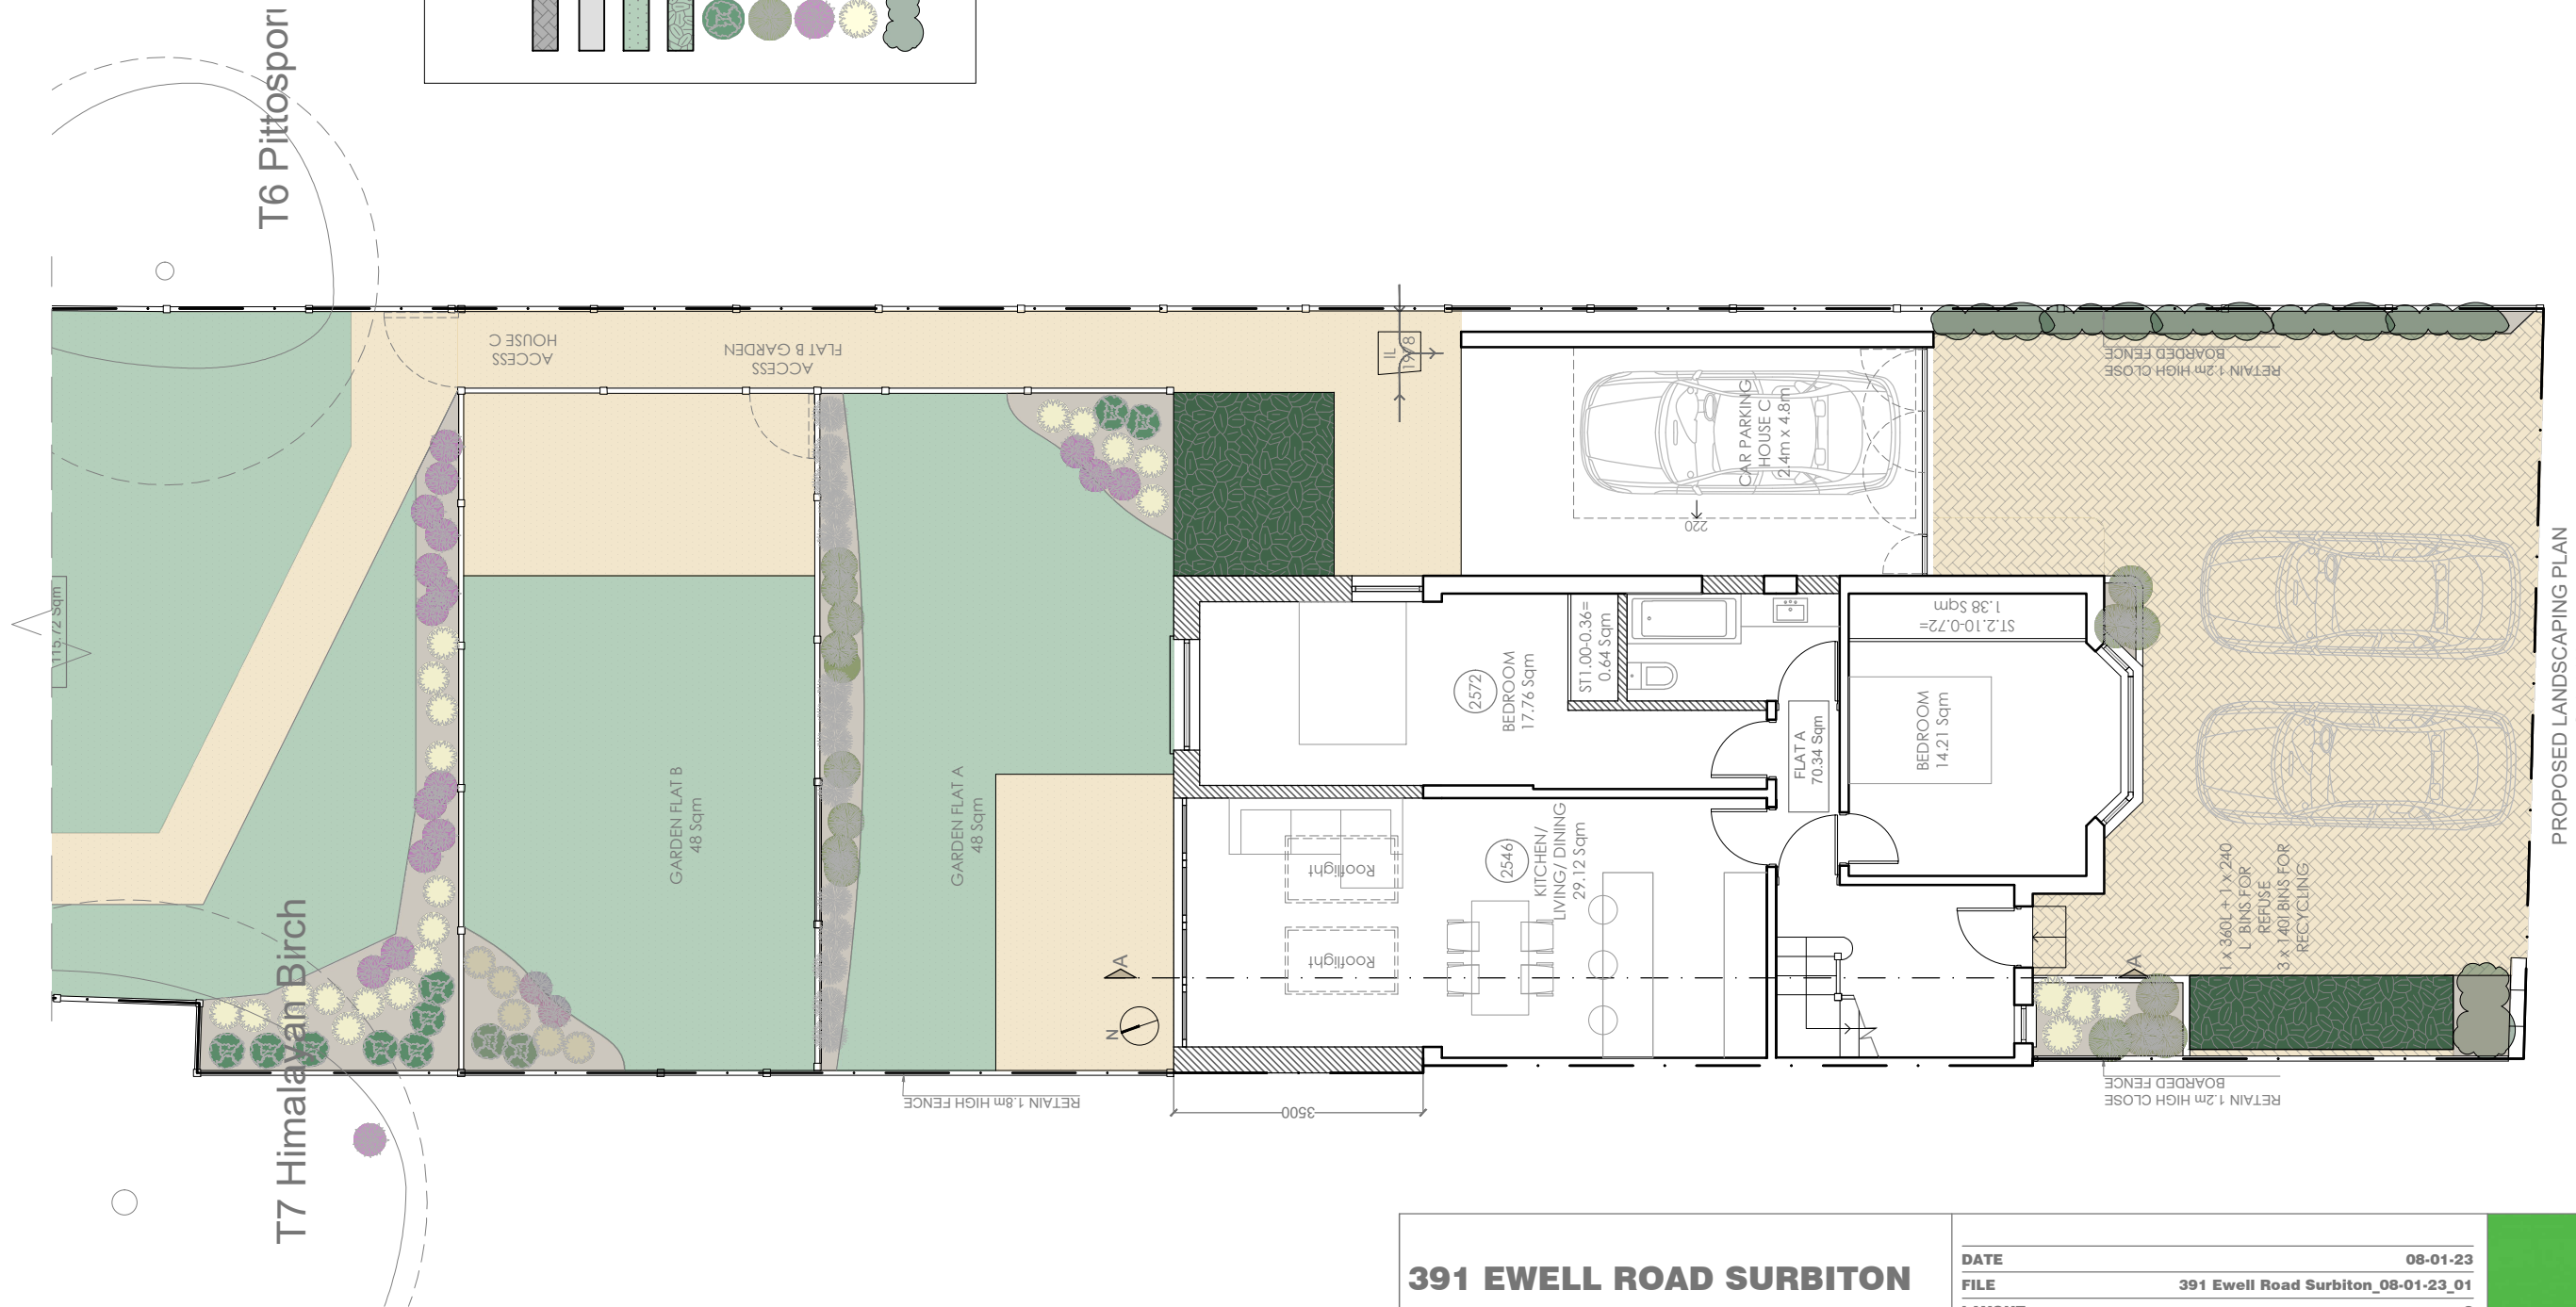 T6 Pittospor
ACCESS
HOUSE C
ACCESS
FLAT B GARDEN
IL
CAR PARKING
HOUSE C
2.4m x 4.8m
220
RETAIN 1.2m HIGH CLOSE
BOARDED FENCE
115.72 Sqm
GARDEN FLAT B
48 Sqm
GARDEN FLAT A
48 Sqm
2572
BEDROOM
17.76 Sqm
ST1.00-0.36=
0.64 Sqm
FLAT A
70.34 Sqm
ST.2.10-0.72=
1.38 Sqm
BEDROOM
14.21 Sqm
2546
KITCHEN/
LIVING/ DINING
29.12 Sqm
Rooflight
Rooflight
A
N
A
1 x 360L + 1 x 240
L BINS FOR
REFUSE
3 x 140l BINS FOR
RECYCLING
PROPOSED LANDSCAPING PLAN
RETAIN 1.8m HIGH FENCE
3500
RETAIN 1.2m HIGH CLOSE
BOARDED FENCE
T7 Himalayan Birch
391 EWELL ROAD SURBITON
DATE 08-01-23
FILE 391 Ewell Road Surbiton_08-01-23_01